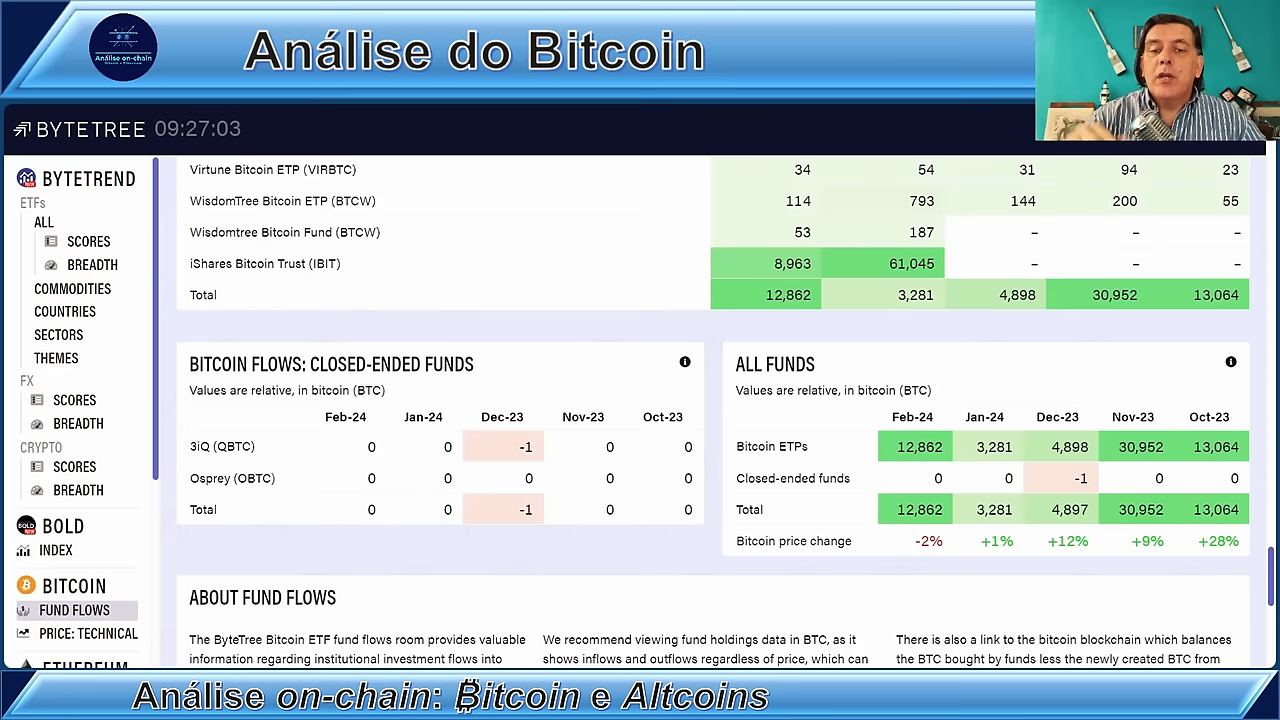 Análise do Bitcoin
Análise on-chain
BYTETREE 09:27:03
BYTETREND
ETFs
ALL
SCORES
BREADTH
COMMODITIES
COUNTRIES
SECTORS
THEMES
FX
SCORES
BREADTH
CRYPTO
SCORES
BREADTH
BOLD
INDEX
BITCOIN
FUND FLOWS
PRICE: TECHNICAL
ETHEREUM
Virtune Bitcoin ETP (VIRBTC) 34 54 31 94 23
WisdomTree Bitcoin ETP (BTCW) 114 793 144 200 55
Wisdomtree Bitcoin Fund (BTCW) 53 187 – – –
iShares Bitcoin Trust (IBIT) 8,963 61,045 – – –
Total 12,862 3,281 4,898 30,952 13,064
BITCOIN FLOWS: CLOSED-ENDED FUNDS
Values are relative, in bitcoin (BTC)
Feb-24 Jan-24 Dec-23 Nov-23 Oct-23
3iQ (QBTC) 0 0 -1 0 0
Osprey (OBTC) 0 0 0 0 0
Total 0 0 -1 0 0
ALL FUNDS
Values are relative, in bitcoin (BTC)
Feb-24 Jan-24 Dec-23 Nov-23 Oct-23
Bitcoin ETPs 12,862 3,281 4,898 30,952 13,064
Closed-ended funds 0 0 -1 0 0
Total 12,862 3,281 4,897 30,952 13,064
Bitcoin price change -2% +1% +12% +9% +28%
ABOUT FUND FLOWS
The ByteTree Bitcoin ETF fund flows room provides valuable
information regarding institutional investment flows into
We recommend viewing fund holdings data in BTC, as it
shows inflows and outflows regardless of price, which can
There is also a link to the bitcoin blockchain which balances
the BTC bought by funds less the newly created BTC from
Análise on-chain: ₿itcoin e Altcoins